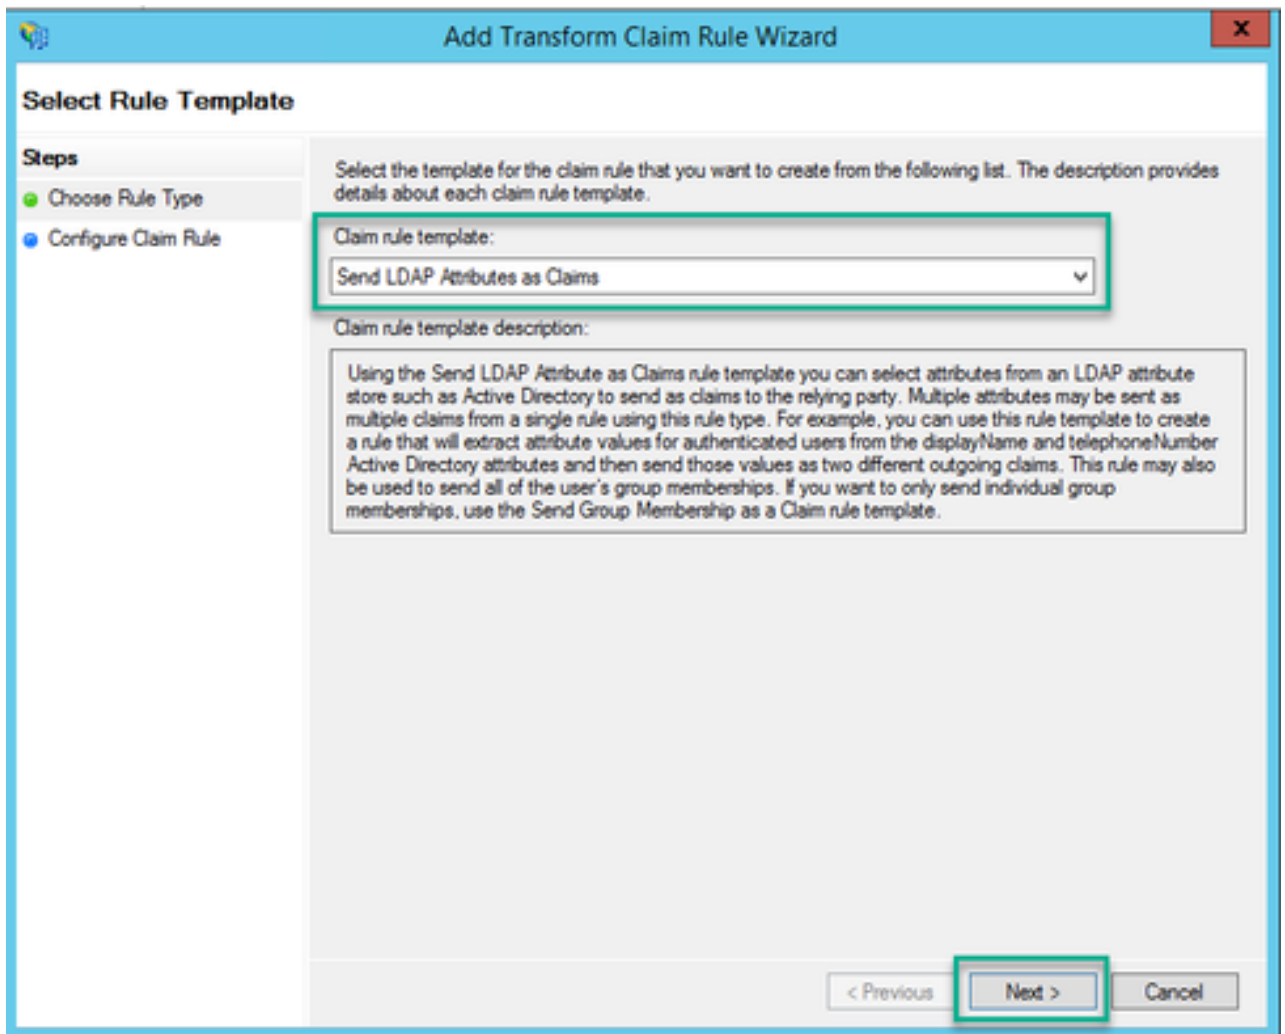 Add Transform Claim Rule Wizard
X
Select Rule Template
Steps
Choose Rule Type
Configure Claim Rule
Select the template for the claim rule that you want to create from the following list. The description provides
details about each claim rule template.
Claim rule template:
Send LDAP Attributes as Claims
Claim rule template description:
Using the Send LDAP Attribute as Claims rule template you can select attributes from an LDAP attribute
store such as Active Directory to send as claims to the relying party. Multiple attributes may be sent as
multiple claims from a single rule using this rule type. For example, you can use this rule template to create
a rule that will extract attribute values for authenticated users from the displayName and telephoneNumber
Active Directory attributes and then send those values as two different outgoing claims. This rule may also
be used to send all of the user's group memberships. If you want to only send individual group
memberships, use the Send Group Membership as a Claim rule template.
< Previous
Next >
Cancel